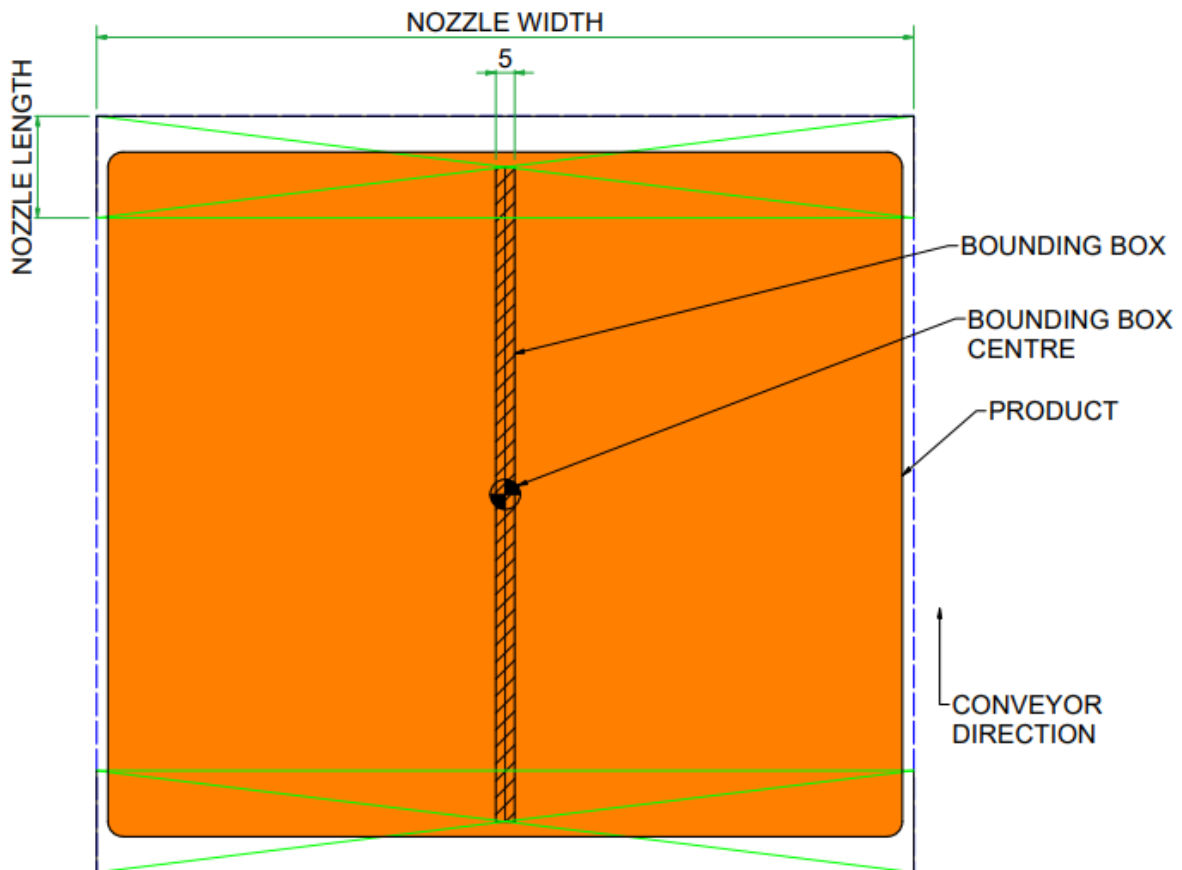 NOZZLE WIDTH
5
NOZZLE LENGTH
BOUNDING BOX
BOUNDING BOX
CENTRE
PRODUCT
CONVEYOR
DIRECTION